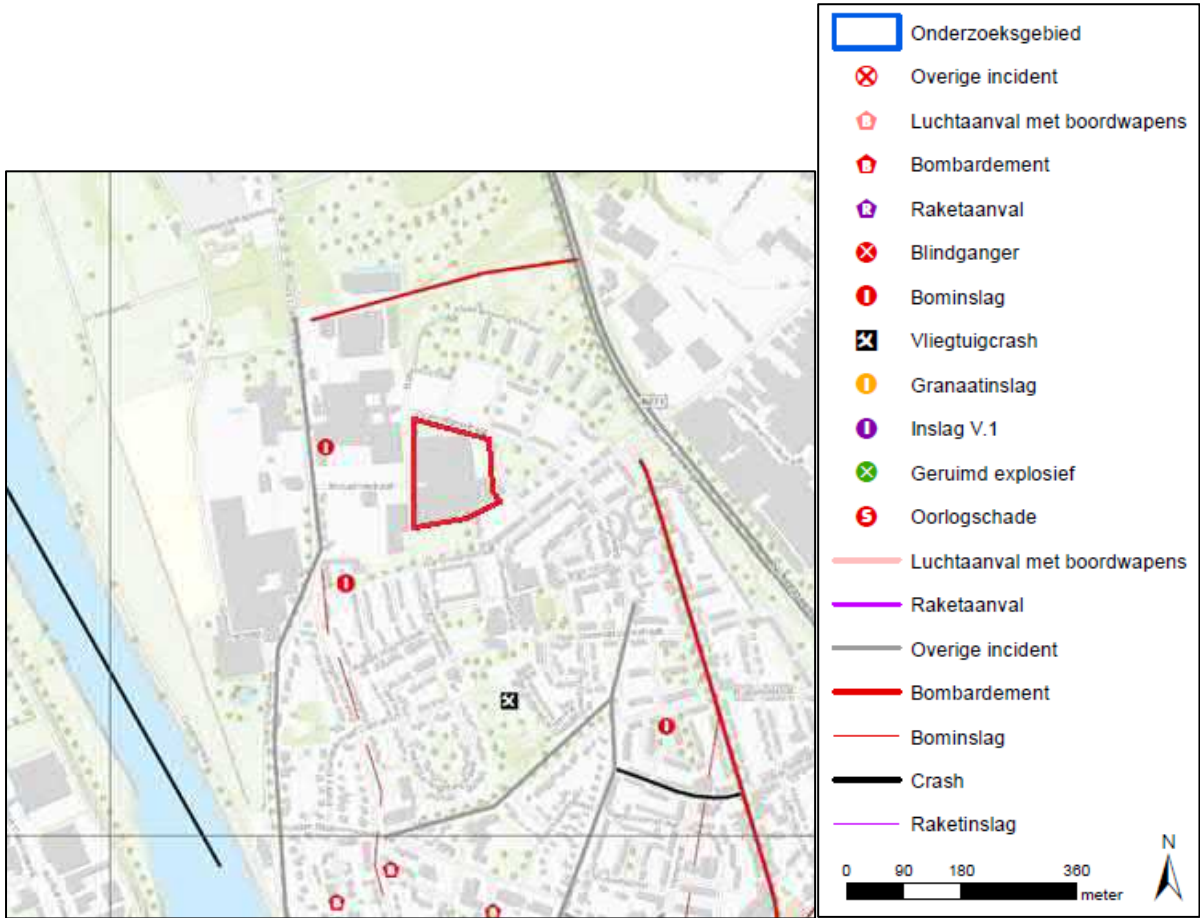 Onderzoeksgebied
Overige incident
Luchtaanval met boordwapens
B Bombardement
R Raketaanval
Blindganger
Bominslag
Vliegtuigcrash
Granaatinslag
Inslag V.1
Geruimd explosief
S Oorlogschade
Luchtaanval met boordwapens
Raketaanval
Overige incident
Bombardement
Bominslag
Crash
Raketinslag
N
0 90 180 360
meter
N271